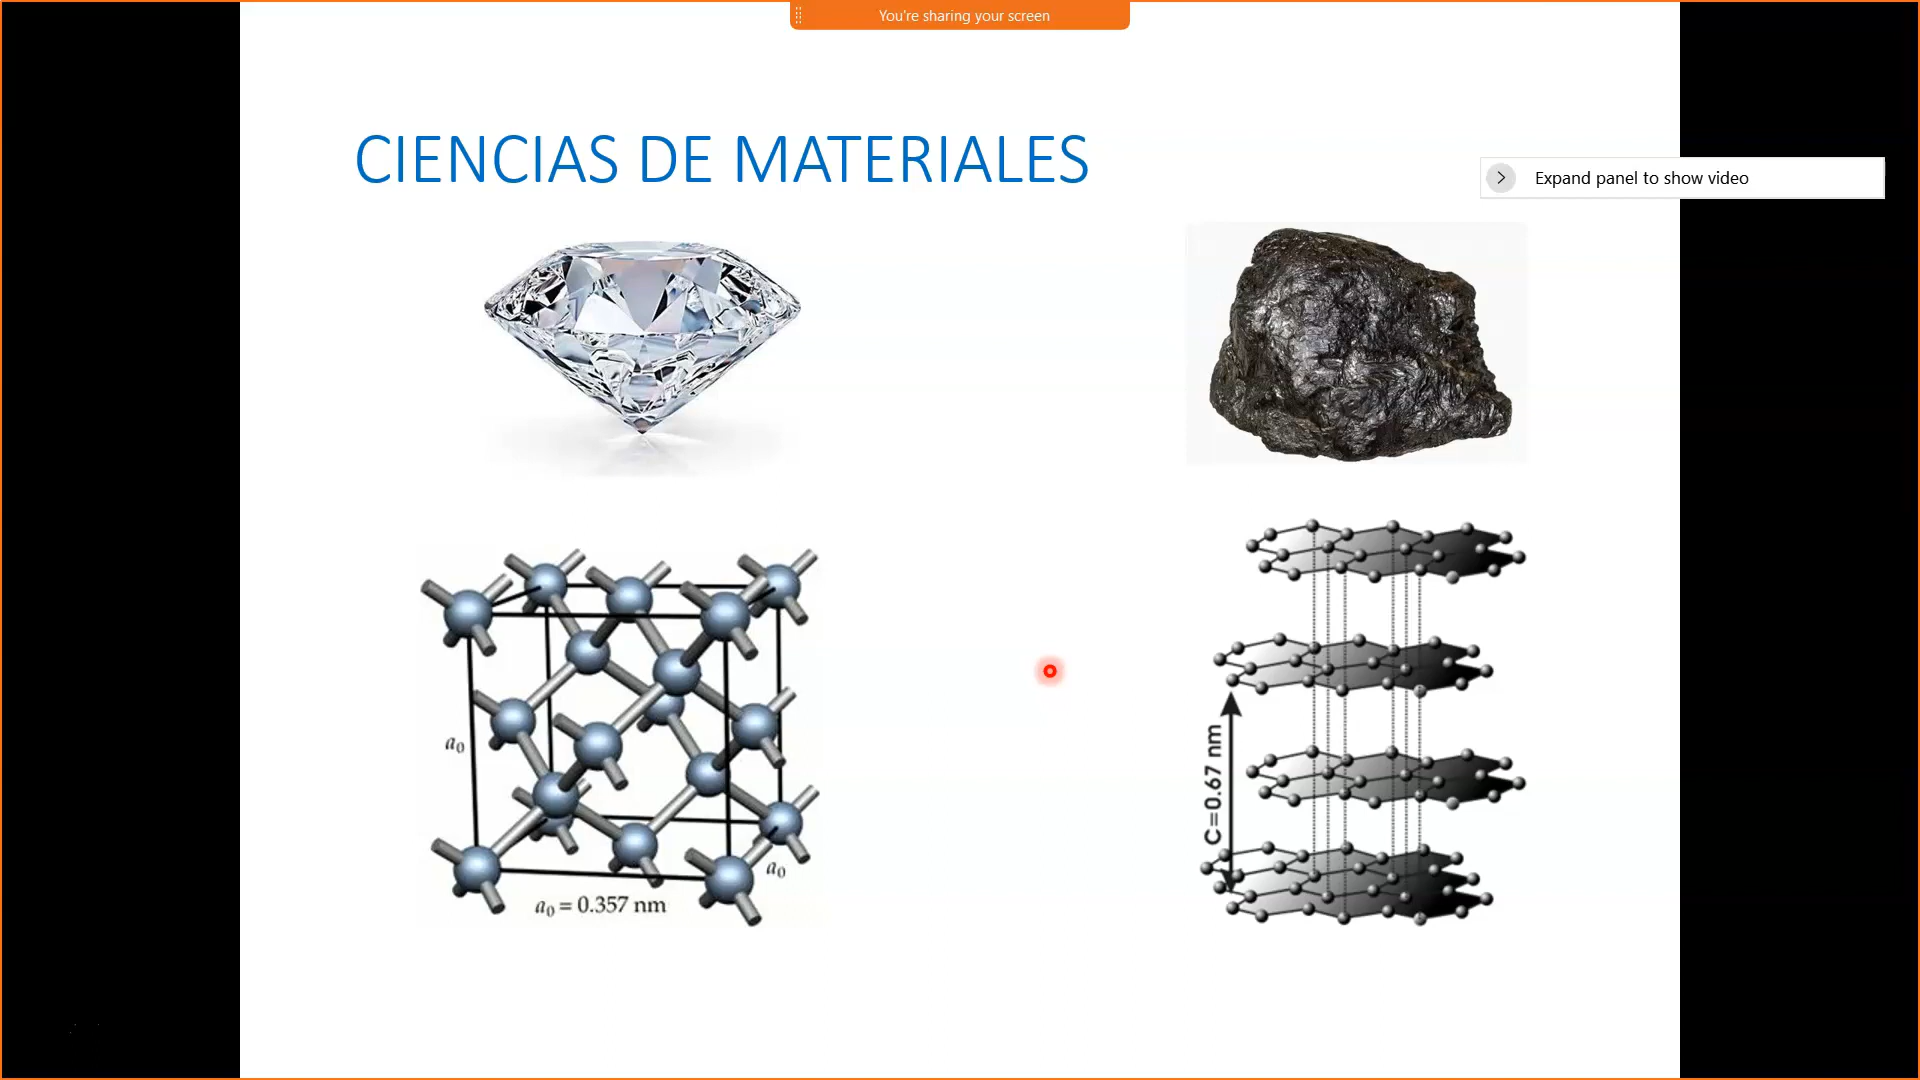 You're sharing your screen
CIENCIAS DE MATERIALES
Expand panel to show video
a₀
a₀
a₀ = 0.357 nm
C=0.67 nm